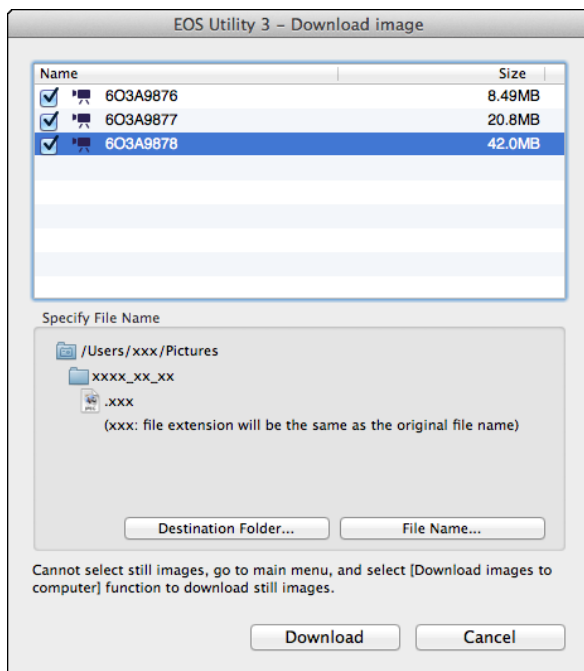 EOS Utility 3 – Download image
Name Size
6O3A9876 8.49MB
6O3A9877 20.8MB
6O3A9878 42.0MB
Specify File Name
/Users/xxx/Pictures
xxxx_xx_xx
.xxx
(xxx: file extension will be the same as the original file name)
Destination Folder... File Name...
Cannot select still images, go to main menu, and select [Download images to
computer] function to download still images.
Download Cancel